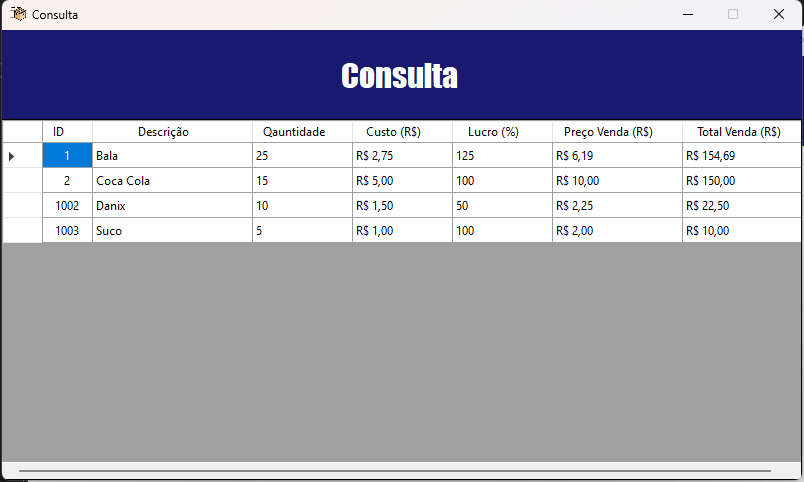 Consulta
Consulta
ID Descrição Qauntidade Custo (R$) Lucro (%) Preço Venda (R$) Total Venda (R$)
1 Bala 25 R$ 2,75 125 R$ 6,19 R$ 154,69
2 Coca Cola 15 R$ 5,00 100 R$ 10,00 R$ 150,00
1002 Danix 10 R$ 1,50 50 R$ 2,25 R$ 22,50
1003 Suco 5 R$ 1,00 100 R$ 2,00 R$ 10,00